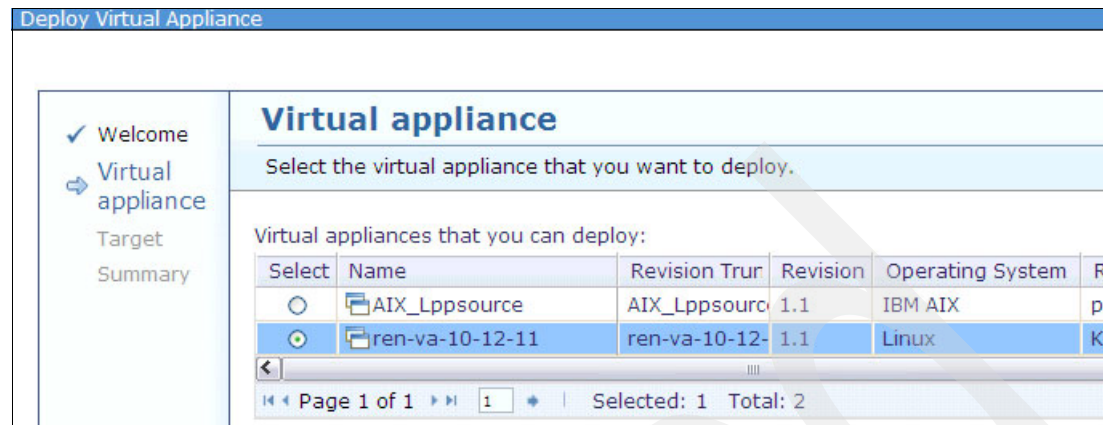 Deploy Virtual Appliance
Virtual appliance
Select the virtual appliance that you want to deploy.
Welcome
Virtual
appliance
Target
Summary
Virtual appliances that you can deploy:
Select Name Revision Trun Revision Operating System R
AIX_Lppsource AIX_Lppsourc 1.1 IBM AIX p
ren-va-10-12-11 ren-va-10-12- 1.1 Linux K
Page 1 of 1 1 Selected: 1 Total: 2